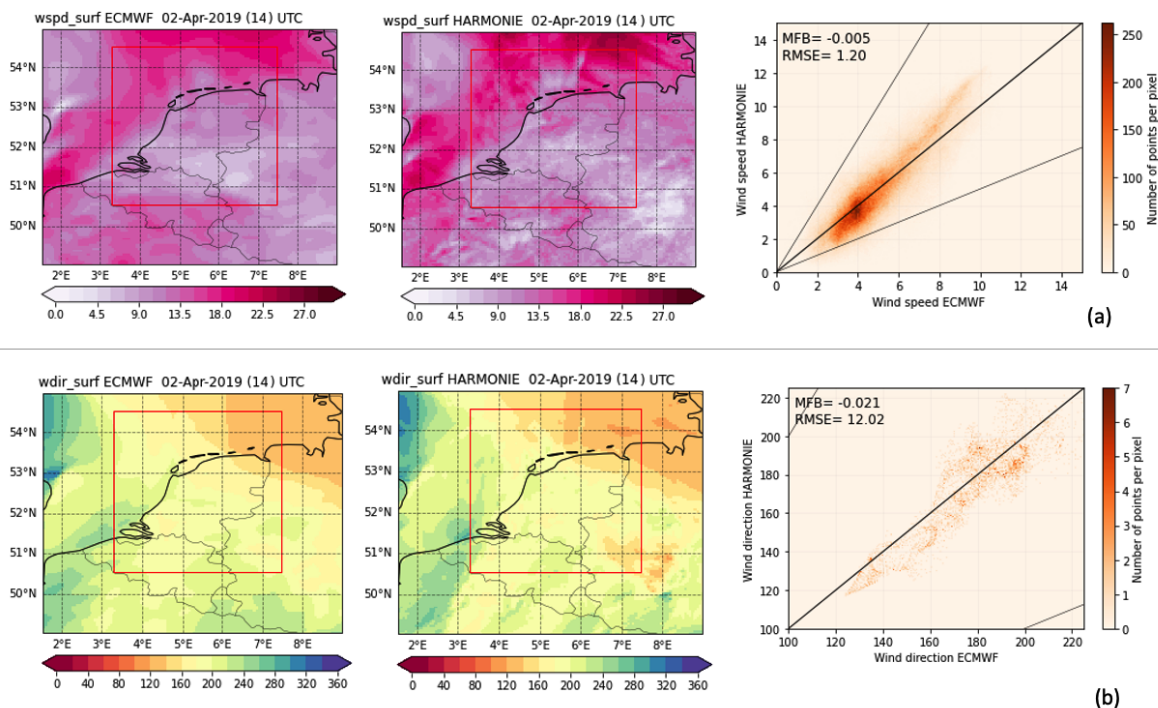 wspd_surf ECMWF 02-Apr-2019 (14) UTC
54°N
53°N
52°N
51°N
50°N
2°E 3°E 4°E 5°E 6°E 7°E 8°E
0.0 4.5 9.0 13.5 18.0 22.5 27.0
wspd_surf HARMONIE 02-Apr-2019 (14) UTC
54°N
53°N
52°N
51°N
50°N
2°E 3°E 4°E 5°E 6°E 7°E 8°E
0.0 4.5 9.0 13.5 18.0 22.5 27.0
MFB= -0.005
RMSE= 1.20
Wind speed HARMONIE
14
12
10
8
6
4
2
0
0 2 4 6 8 10 12 14
Wind speed ECMWF
250
200
150
100
50
0
Number of points per pixel
(a)
wdir_surf ECMWF 02-Apr-2019 (14) UTC
54°N
53°N
52°N
51°N
50°N
2°E 3°E 4°E 5°E 6°E 7°E 8°E
0 40 80 120 160 200 240 280 320 360
wdir_surf HARMONIE 02-Apr-2019 (14) UTC
54°N
53°N
52°N
51°N
50°N
2°E 3°E 4°E 5°E 6°E 7°E 8°E
0 40 80 120 160 200 240 280 320 360
MFB= -0.021
RMSE= 12.02
Wind direction HARMONIE
220
200
180
160
140
120
100
100 120 140 160 180 200 220
Wind direction ECMWF
7
6
5
4
3
2
1
0
Number of points per pixel
(b)